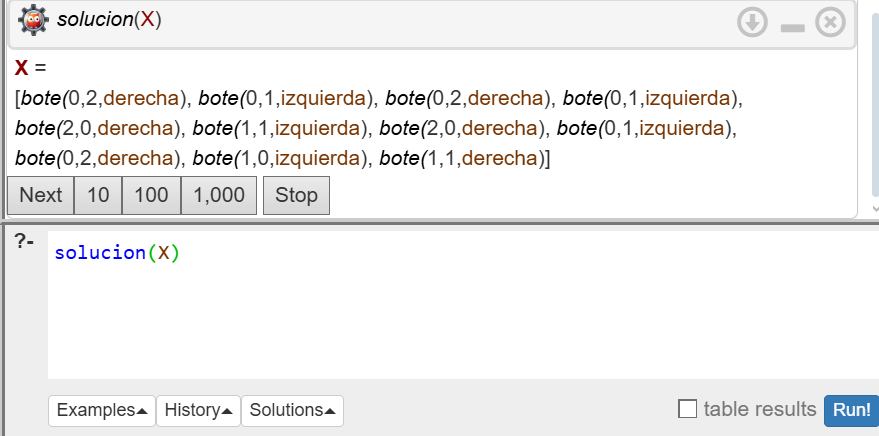 solucion(X)
X =
[bote(0,2,derecha), bote(0,1,izquierda), bote(0,2,derecha), bote(0,1,izquierda),
bote(2,0,derecha), bote(1,1,izquierda), bote(2,0,derecha), bote(0,1,izquierda),
bote(0,2,derecha), bote(1,0,izquierda), bote(1,1,derecha)]
Next 10 100 1,000 Stop
?- solucion(X)
Examples History Solutions table results Run!